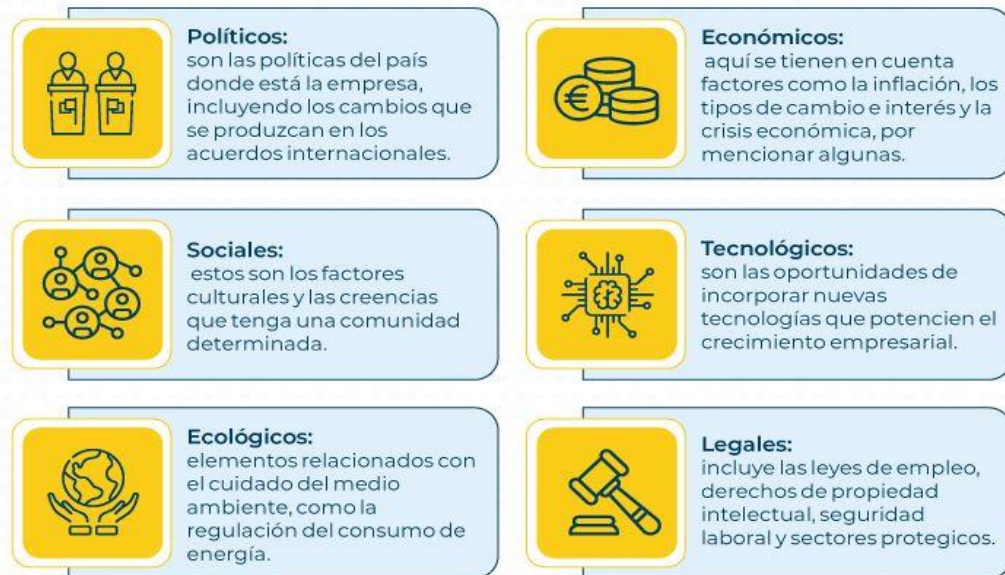 Políticos:
son las políticas del país
donde está la empresa,
incluyendo los cambios que
se produzcan en los
acuerdos internacionales.
Económicos:
aquí se tienen en cuenta
factores como la inflación, los
tipos de cambio e interés y la
crisis económica, por
mencionar algunas.
Sociales:
estos son los factores
culturales y las creencias
que tenga una comunidad
determinada.
Tecnológicos:
son las oportunidades de
incorporar nuevas
tecnologías que potencien el
crecimiento empresarial.
Ecológicos:
elementos relacionados con
el cuidado del medio
ambiente, como la
regulación del consumo de
energía.
Legales:
incluye las leyes de empleo,
derechos de propiedad
intelectual, seguridad
laboral y sectores protegicos.